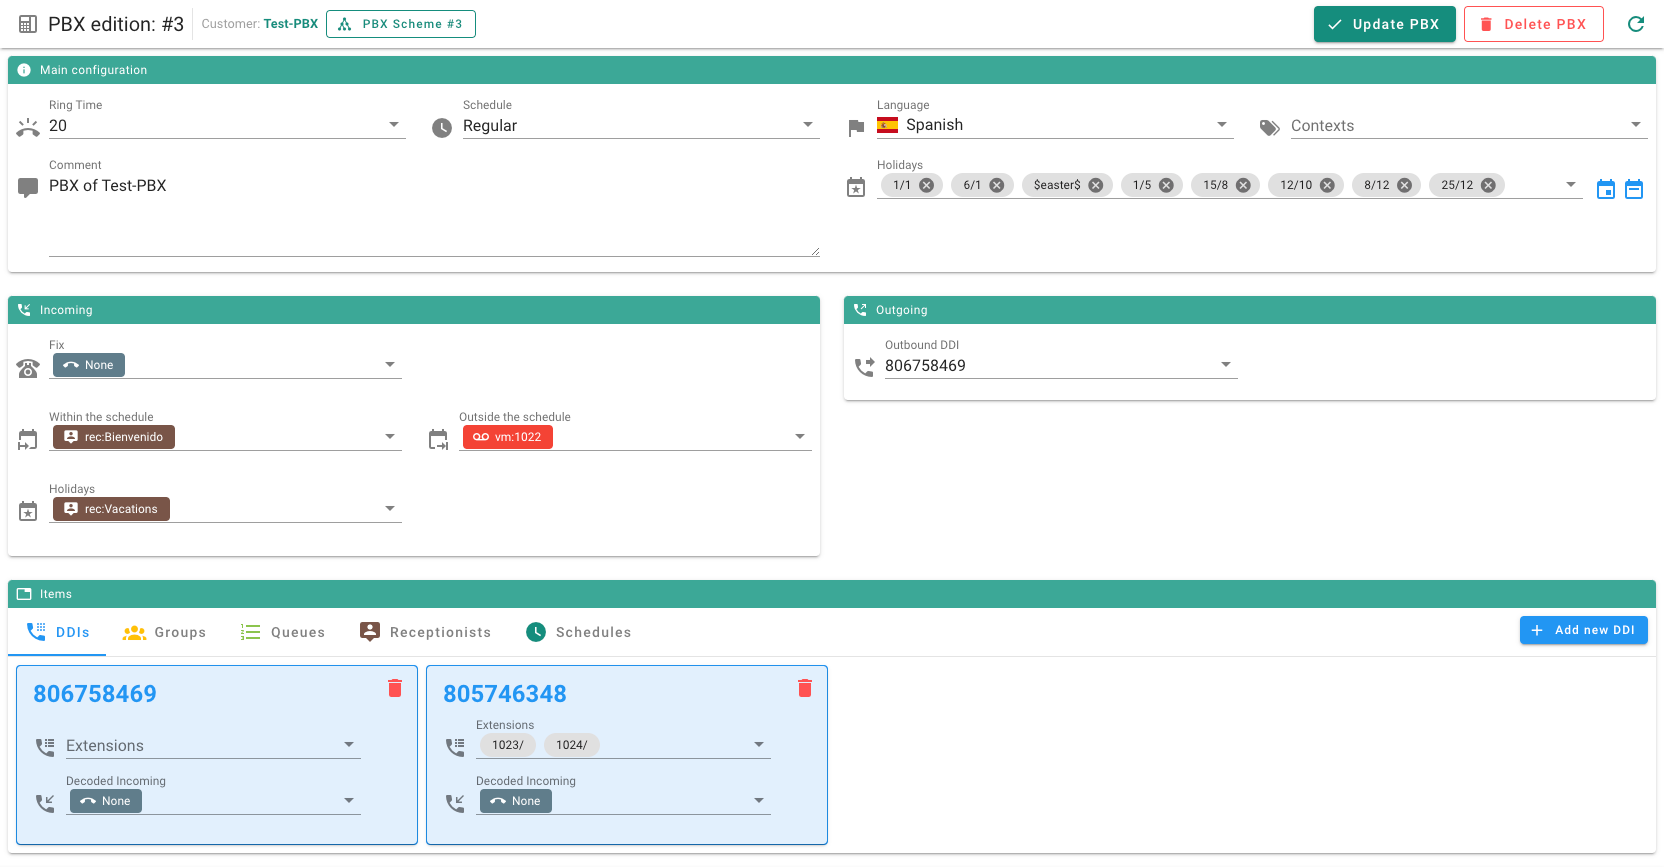 PBX edition: #3
Customer: Test-PBX
PBX Scheme #3
Update PBX
Delete PBX
Main configuration
Ring Time
20
Schedule
Regular
Language
Spanish
Contexts
Comment
PBX of Test-PBX
Holidays
1/1
6/1
$easter$
1/5
15/8
12/10
8/12
25/12
Incoming
Fix
None
Within the schedule
rec:Bienvenido
Outside the schedule
vm:1022
Holidays
rec:Vacations
Outgoing
Outbound DDI
806758469
Items
DDIs
Groups
Queues
Receptionists
Schedules
Add new DDI
806758469
Extensions
Decoded Incoming
None
805746348
Extensions
1023/
1024/
Decoded Incoming
None